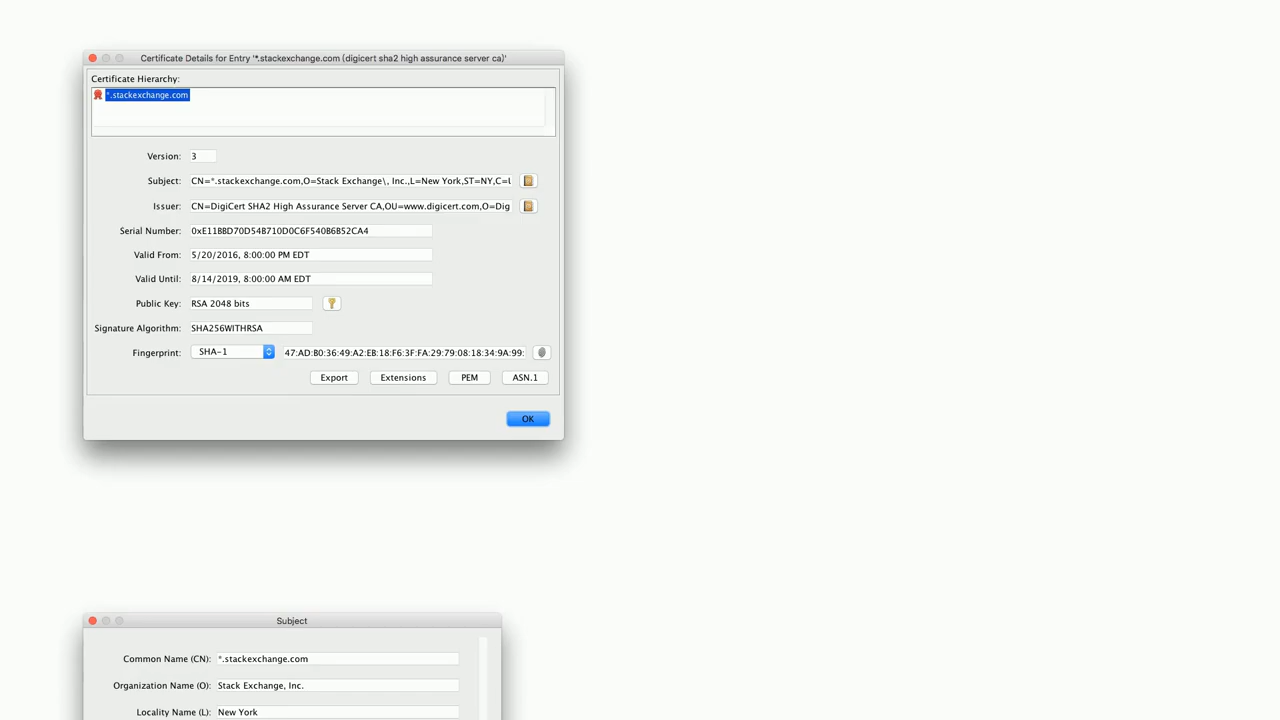 Certificate Details for Entry '*.stackexchange.com (digicert sha2 high assurance server ca)'
Certificate Hierarchy:
*.stackexchange.com
Version: 3
Subject: CN=*.stackexchange.com,O=Stack Exchange\, Inc.,L=New York,ST=NY,C=U
Issuer: CN=DigiCert SHA2 High Assurance Server CA,OU=www.digicert.com,O=Dig
Serial Number: 0xE11BBD70D54B710D0C6F540B6B52CA4
Valid From: 5/20/2016, 8:00:00 PM EDT
Valid Until: 8/14/2019, 8:00:00 AM EDT
Public Key: RSA 2048 bits
Signature Algorithm: SHA256WITHRSA
Fingerprint: SHA-1 47:AD:B0:36:49:A2:EB:18:F6:3F:FA:29:79:08:18:34:9A:99:
Export Extensions PEM ASN.1
OK
Subject
Common Name (CN): *.stackexchange.com
Organization Name (O): Stack Exchange, Inc.
Locality Name (L): New York